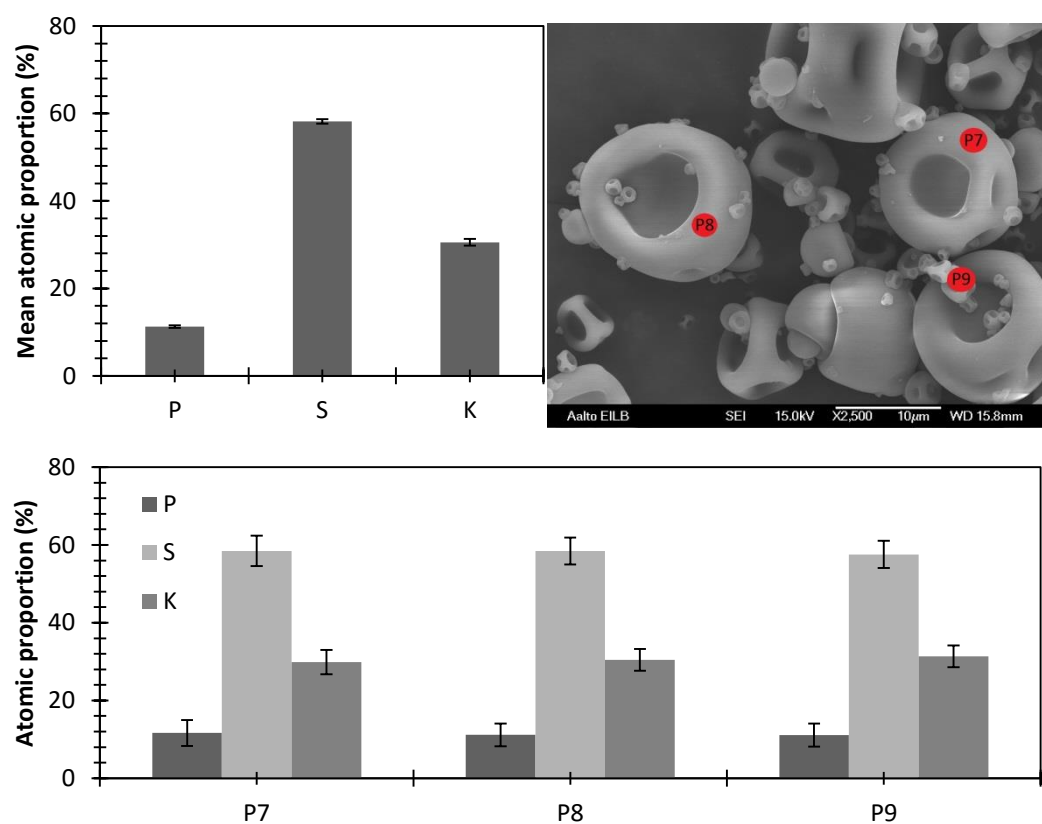 Mean atomic proportion (%)
80
60
40
20
0
P S K
P7
P8
P9
Aalto EILB SEI 15.0kV X2,500 10µm WD 15.8mm
Atomic proportion (%)
80
60
40
20
0
P
S
K
P7 P8 P9